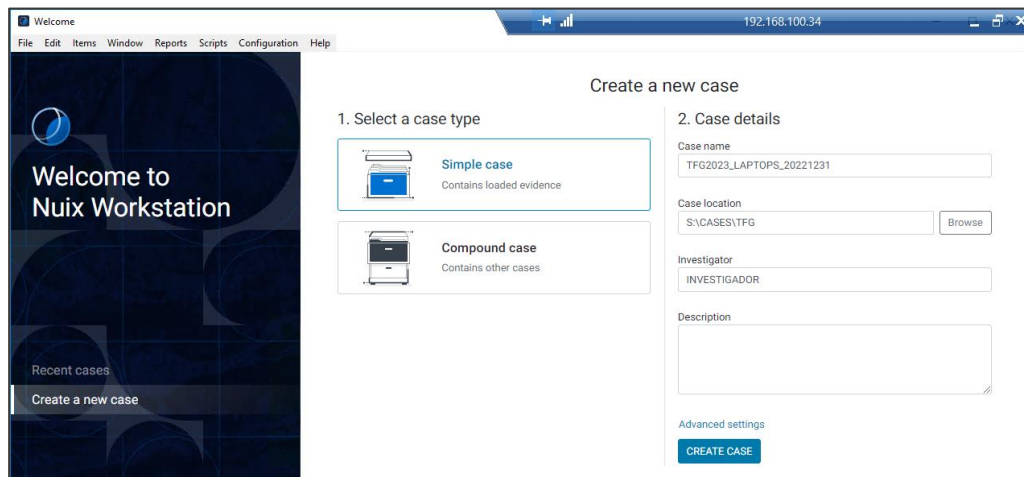 Welcome
192.168.100.34
File Edit Items Window Reports Scripts Configuration Help
Welcome to
Nuix Workstation
Recent cases
Create a new case
Create a new case
1. Select a case type
Simple case
Contains loaded evidence
Compound case
Contains other cases
2. Case details
Case name
TFG2023_LAPTOPS_20221231
Case location
S:\CASES\TFG
Browse
Investigator
INVESTIGADOR
Description
Advanced settings
CREATE CASE